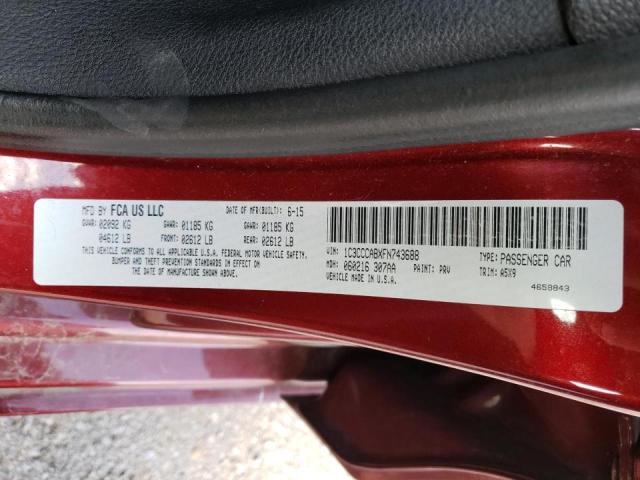 MFD BY FCA US LLC DATE OF MFR(BUILT): 6-15
GVWR: 02092 KG GAWR: 01185 KG GAWR: 01185 KG
04612 LB FRONT: 02612 LB REAR: 02612 LB
THIS VEHICLE CONFORMS TO ALL APPLICABLE U.S.A. FEDERAL MOTOR VEHICLE SAFETY,
BUMPER AND THEFT PREVENTION STANDARDS IN EFFECT ON
THE DATE OF MANUFACTURE SHOWN ABOVE.
VIN: 1C3CCCABXFN743688 TYPE: PASSENGER CAR
MDH: 060216 307AA PAINT: PRV TRIM: A5X9
VEHICLE MADE IN U.S.A.
4659843